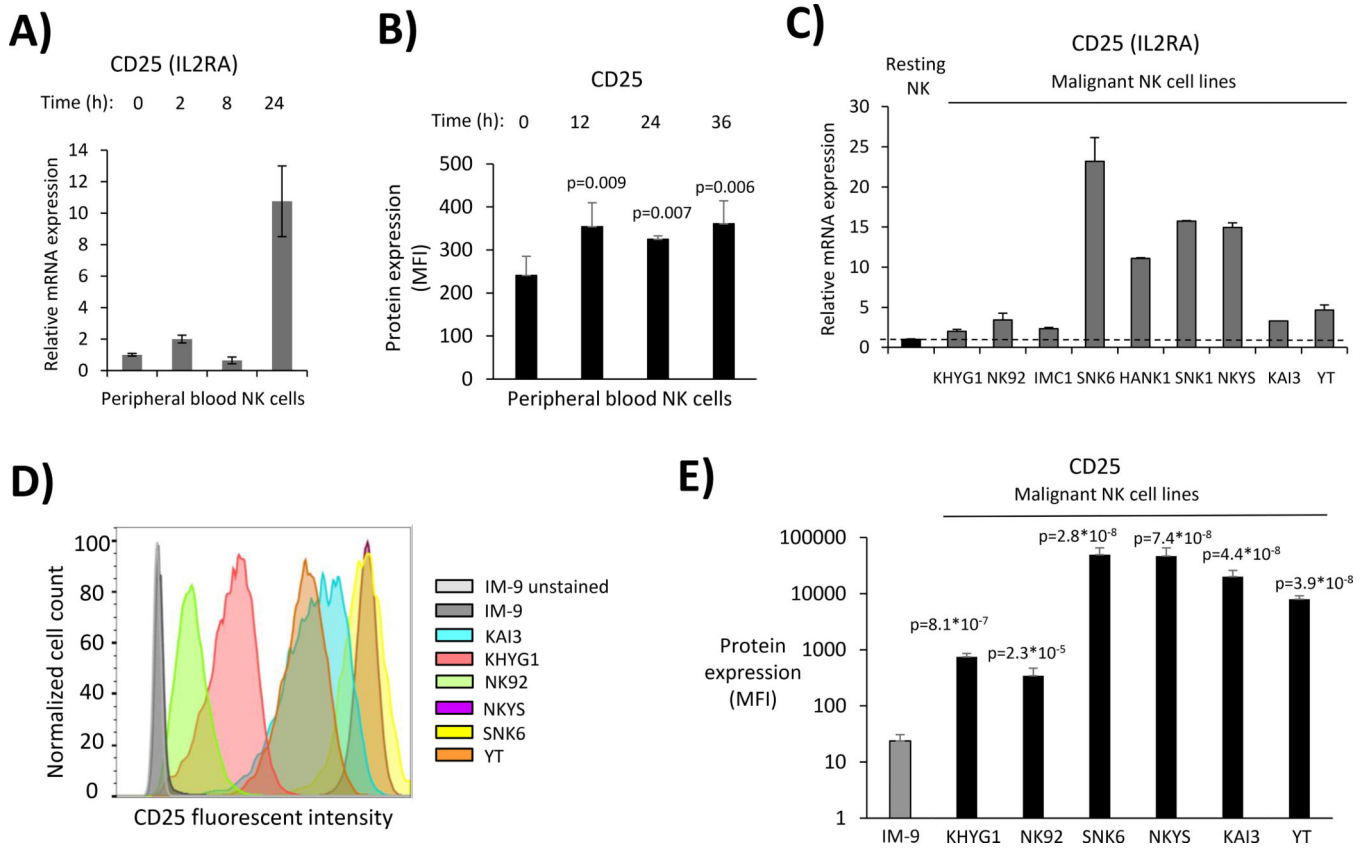 A)
CD25 (IL2RA)
Time (h): 0 2 8 24
Relative mRNA expression
14
12
10
8
6
4
2
0
Peripheral blood NK cells
B)
CD25
Time (h): 0 12 24 36
Protein expression
(MFI)
500
400
300
200
100
0
p=0.009
p=0.007
p=0.006
Peripheral blood NK cells
C)
CD25 (IL2RA)
Resting
NK
Malignant NK cell lines
Relative mRNA expression
30
25
20
15
10
5
0
KHYG1 NK92 IMC1 SNK6 HANK1 SNK1 NKYS KAI3 YT
D)
Normalized cell count
100
80
60
40
20
0
CD25 fluorescent intensity
IM-9 unstained
IM-9
KAI3
KHYG1
NK92
NKYS
SNK6
YT
E)
CD25
Malignant NK cell lines
Protein
expression
(MFI)
100000
10000
1000
100
10
1
p=8.1*10⁻⁷
p=2.3*10⁻⁵
p=2.8*10⁻⁸
p=7.4*10⁻⁸
p=4.4*10⁻⁸
p=3.9*10⁻⁸
IM-9 KHYG1 NK92 SNK6 NKYS KAI3 YT